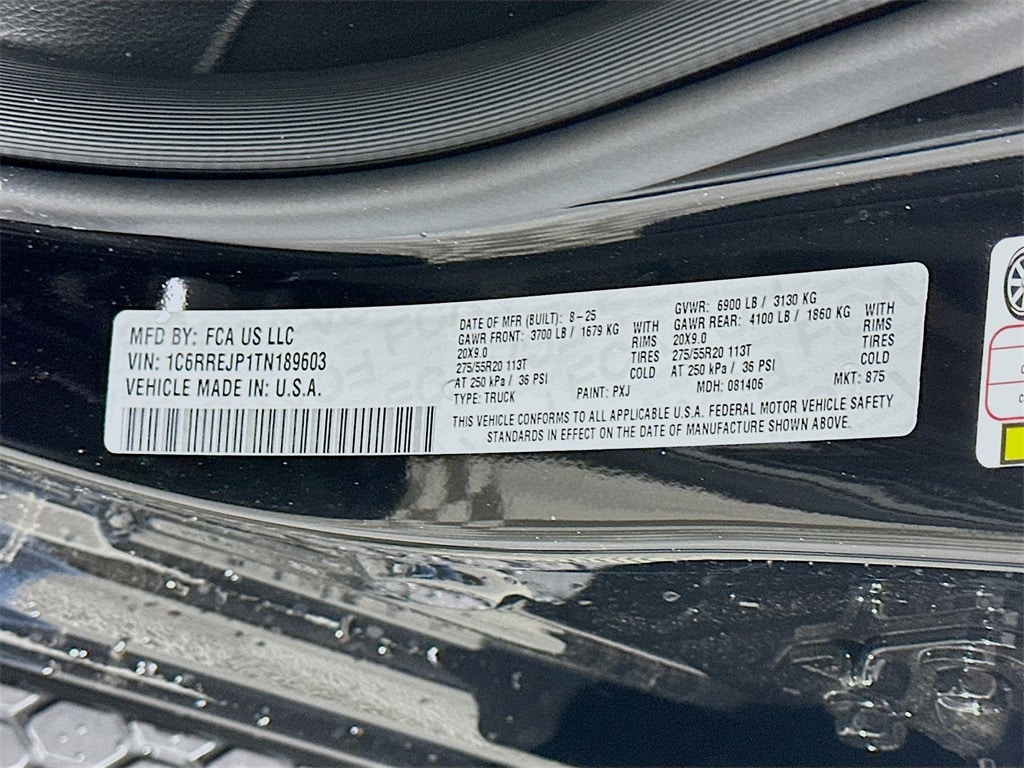 MFD BY: FCA US LLC
VIN: 1C6RREJP1TN189603
VEHICLE MADE IN: U.S.A.
DATE OF MFR (BUILT): 8-25
GAWR FRONT: 3700 LB / 1679 KG WITH
20X9.0 RIMS
275/55R20 113T TIRES
AT 250 kPa / 36 PSI COLD
TYPE: TRUCK PAINT: PXJ
GVWR: 6900 LB / 3130 KG
GAWR REAR: 4100 LB / 1860 KG WITH
20X9.0 RIMS
275/55R20 113T TIRES
AT 250 kPa / 36 PSI COLD
MDH: 081406 MKT: 875
THIS VEHICLE CONFORMS TO ALL APPLICABLE U.S.A. FEDERAL MOTOR VEHICLE SAFETY
STANDARDS IN EFFECT ON THE DATE OF MANUFACTURE SHOWN ABOVE.